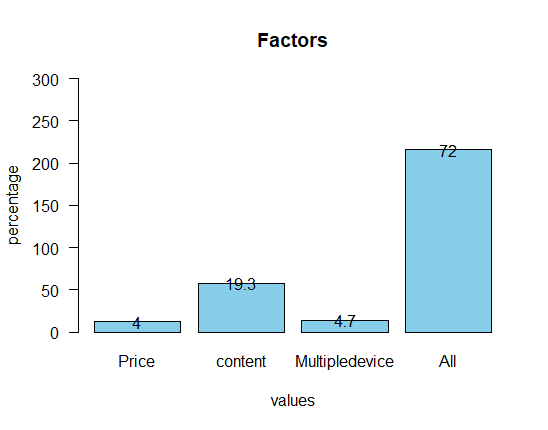 Factors
percentage
300
250
200
150
100
50
0
4
19.3
4.7
72
Price content Multipledevice All
values